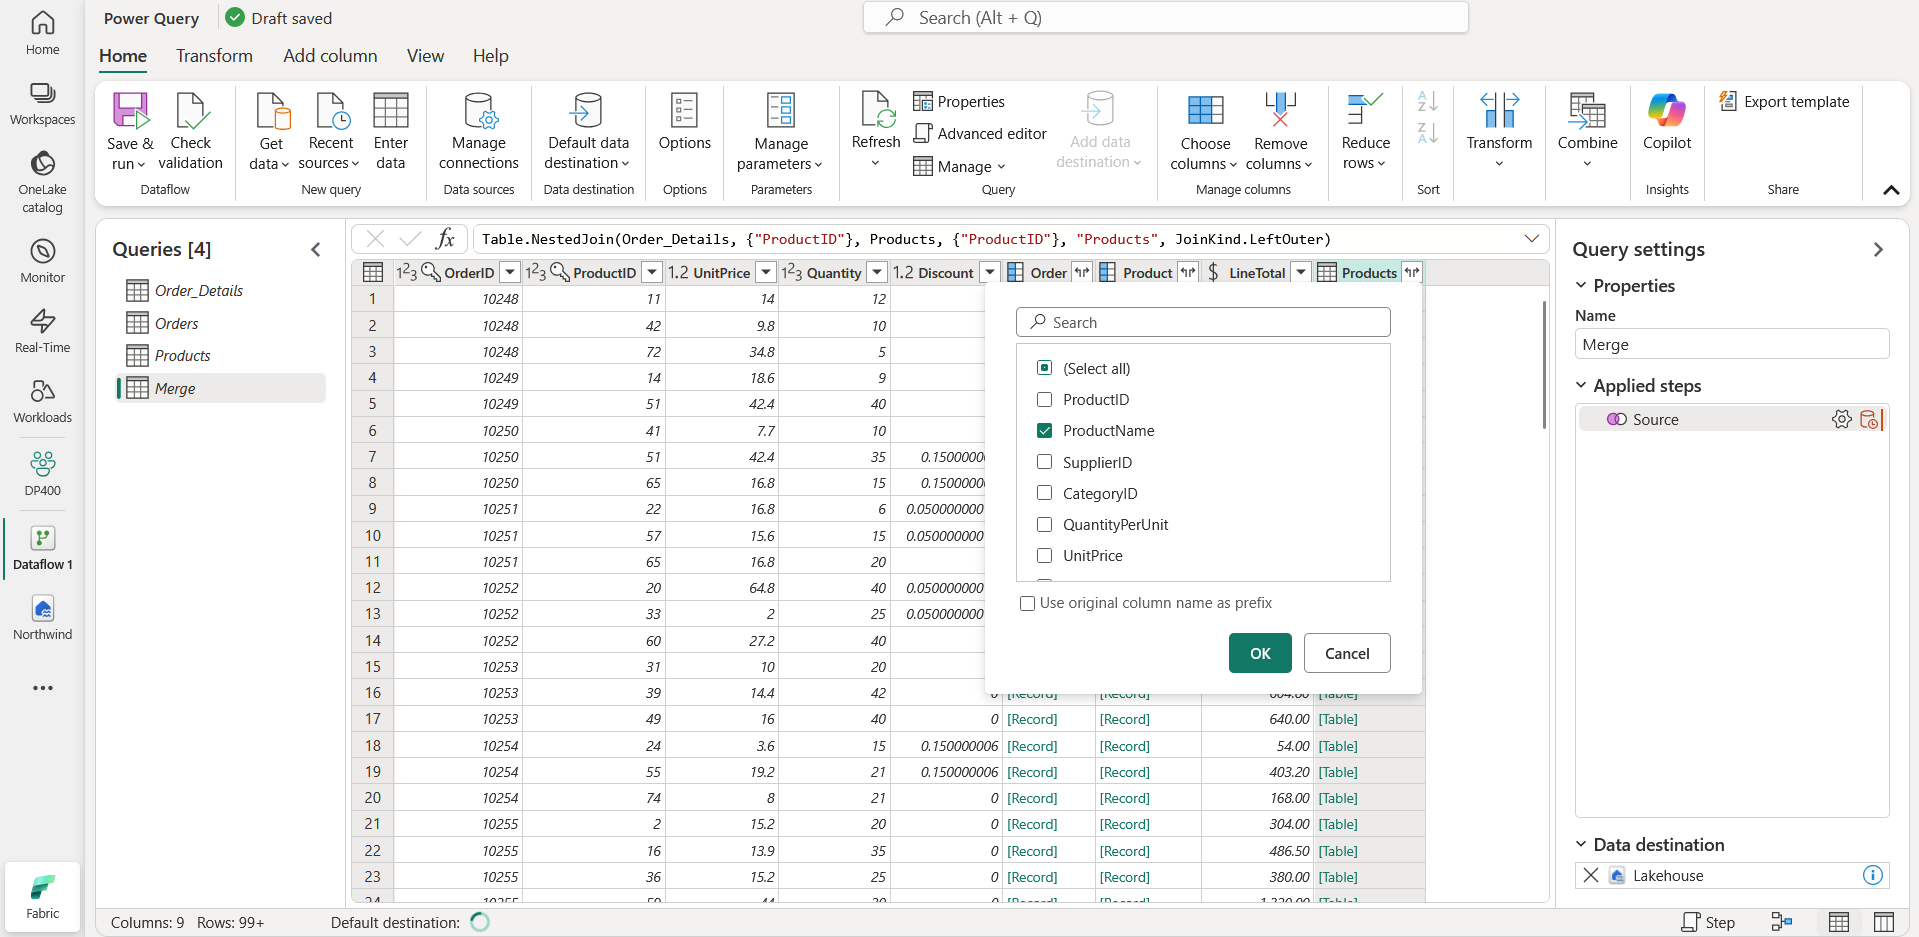 Power Query
Draft saved
Search (Alt + Q)
Home
Workspaces
OneLake
catalog
Monitor
Real-Time
Workloads
DP400
Dataflow 1
Northwind
Fabric
Home Transform Add column View Help
Save &
run
Check
validation
Dataflow
Get
data
Recent
sources
Enter
data
New query
Manage
connections
Data sources
Default data
destination
Data destination
Options
Options
Manage
parameters
Parameters
Refresh
Properties
Advanced editor
Manage
Add data
destination
Query
Choose
columns
Remove
columns
Manage columns
Reduce
rows
A
Z
Z
A
Sort
Transform
Combine
Copilot
Insights
Export template
Share
Queries [4]
Order_Details
Orders
Products
Merge
fx
Table.NestedJoin(Order_Details, {"ProductID"}, Products, {"ProductID"}, "Products", JoinKind.LeftOuter)
1²3 OrderID 1²3 ProductID 1.2 UnitPrice 1²3 Quantity 1.2 Discount Order Product $ LineTotal Products
1 10248 11 14 12
2 10248 42 9.8 10
3 10248 72 34.8 5
4 10249 14 18.6 9
5 10249 51 42.4 40
6 10250 41 7.7 10
7 10250 51 42.4 35 0.1500000
8 10250 65 16.8 15 0.1500000
9 10251 22 16.8 6 0.050000000
10 10251 57 15.6 15 0.050000000
11 10251 65 16.8 20
12 10252 20 64.8 40 0.050000000
13 10252 33 2 25 0.050000000
14 10252 60 27.2 40
15 10253 31 10 20
16 10253 39 14.4 42 0 [Record] [Record] 604.80 [Table]
17 10253 49 16 40 0 [Record] [Record] 640.00 [Table]
18 10254 24 3.6 15 0.150000006 [Record] [Record] 54.00 [Table]
19 10254 55 19.2 21 0.150000006 [Record] [Record] 403.20 [Table]
20 10254 74 8 21 0 [Record] [Record] 168.00 [Table]
21 10255 2 15.2 20 0 [Record] [Record] 304.00 [Table]
22 10255 16 13.9 35 0 [Record] [Record] 486.50 [Table]
23 10255 36 15.2 25 0 [Record] [Record] 380.00 [Table]
Search
(Select all)
ProductID
ProductName
SupplierID
CategoryID
QuantityPerUnit
UnitPrice
Use original column name as prefix
OK
Cancel
Query settings
Properties
Name
Merge
Applied steps
Source
Data destination
Lakehouse
Columns: 9 Rows: 99+
Default destination:
Step